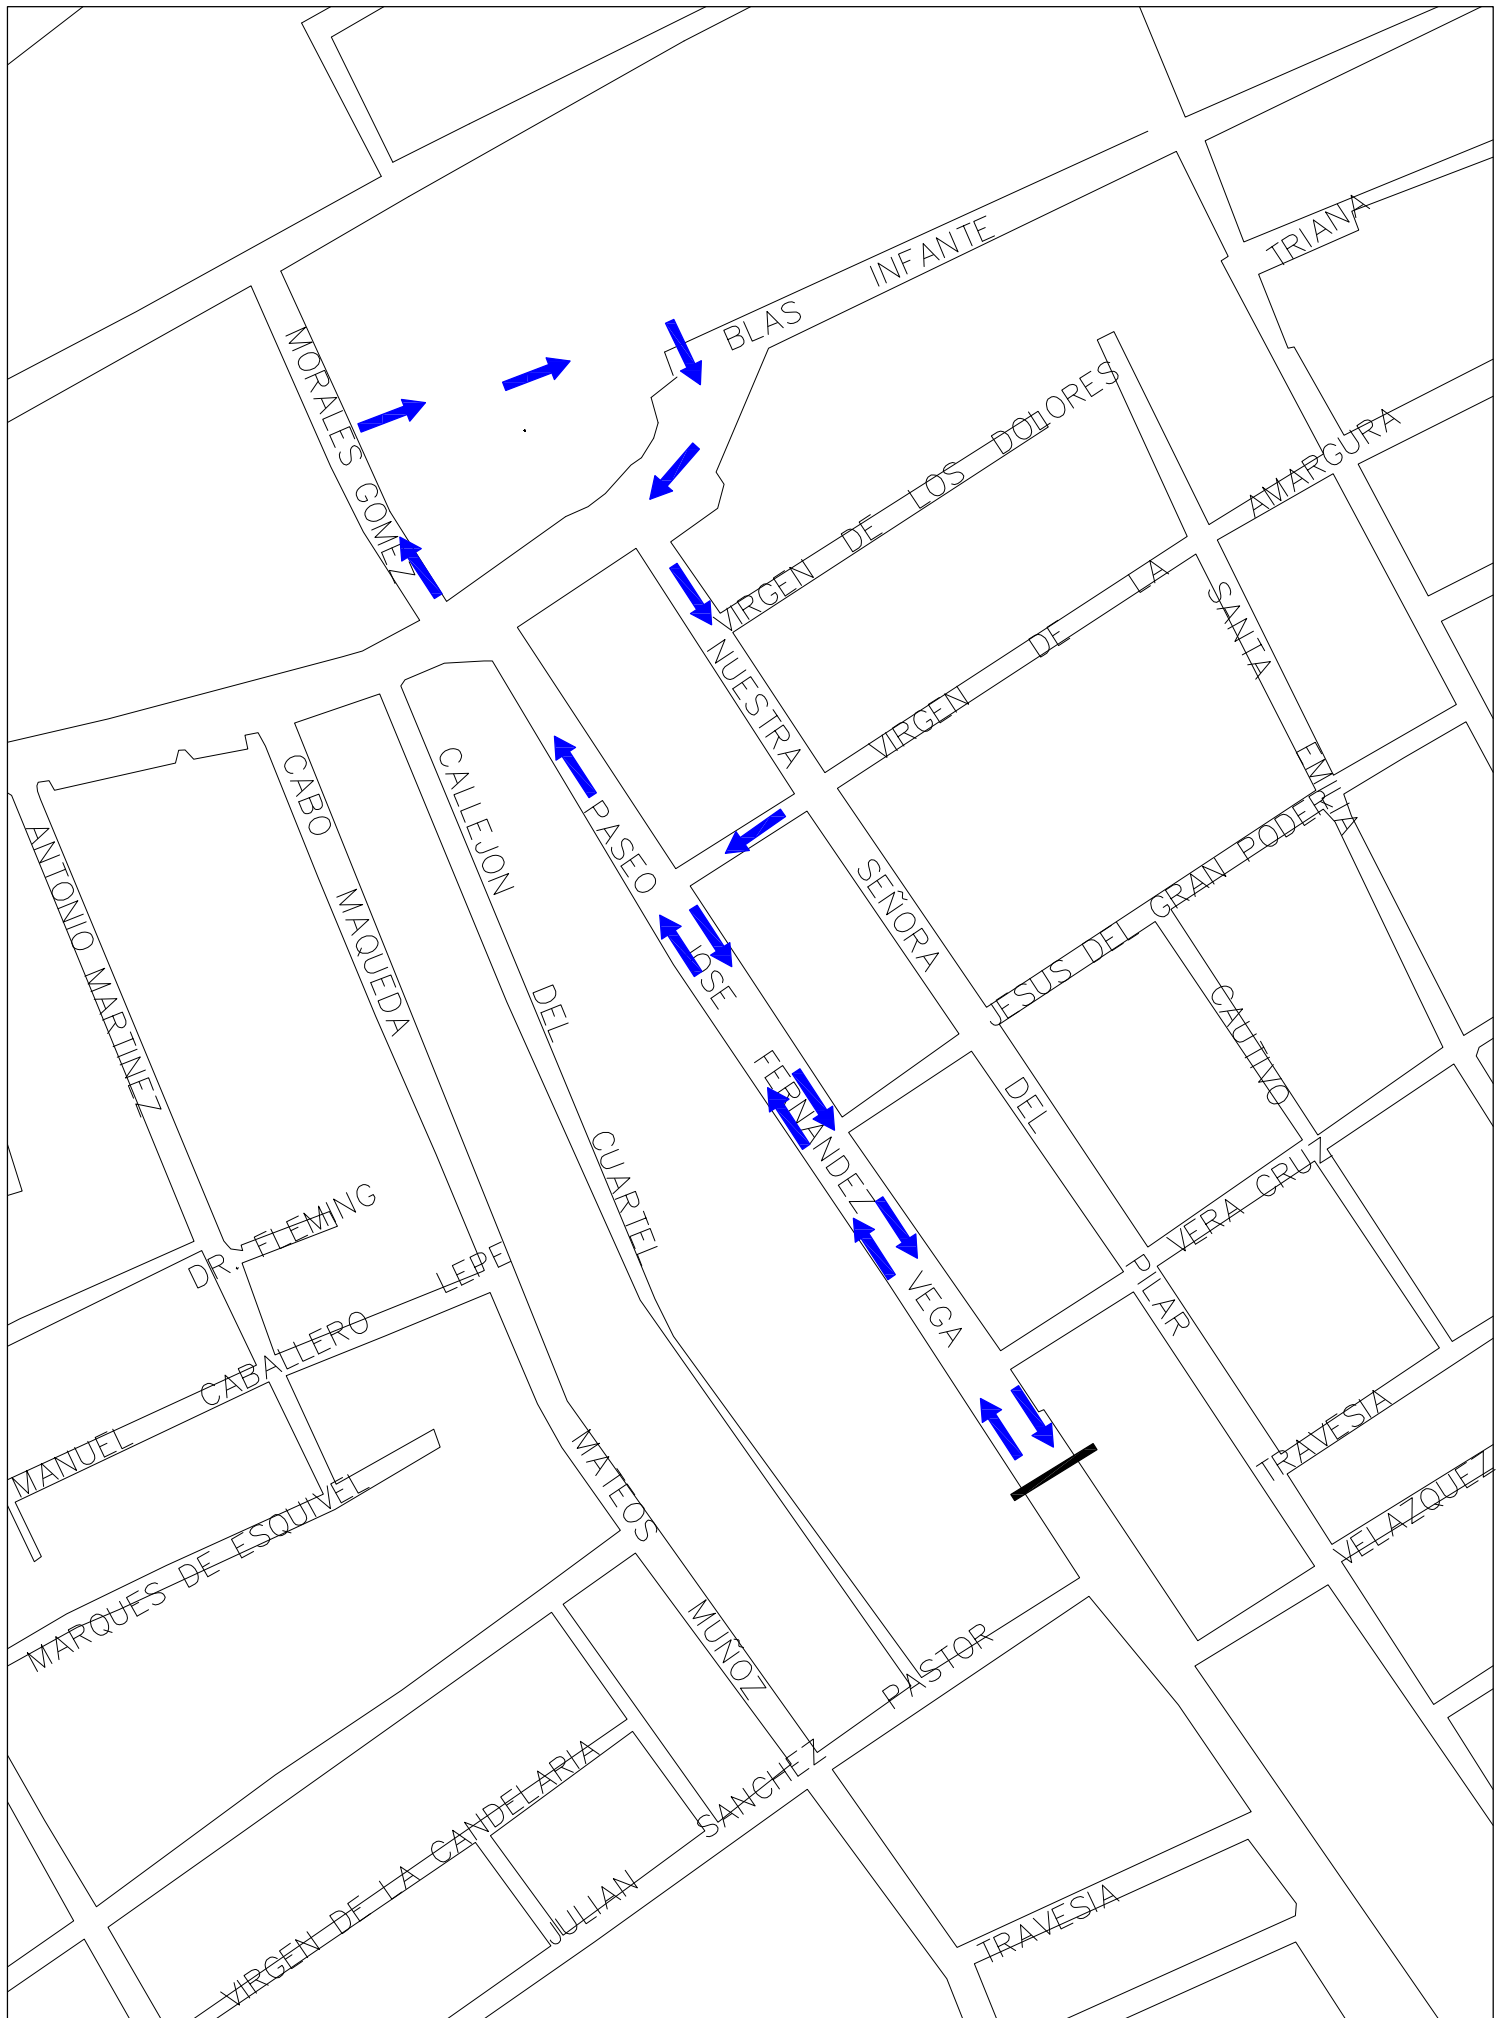 TRIANA
BLAS INFANTE
MORALES GOMEZ
VIRGEN DE LOS DOLORES
AMARGURA
VIRGEN DE LA
SANTA EMILIA
NUESTRA SEÑORA DEL PILAR
CABO MAQUEDA
CALLEJON DEL CUARTEL
PASEO JOSE FERNANDEZ VEGA
ANTONIO MARTINEZ
JESUS DEL GRAN PODER
CAUTIVO
VERA CRUZ
DR. FLEMING
MANUEL CABALLERO LEPE
MARQUES DE ESQUIVEL
MATEOS MUÑOZ
TRAVESIA
VELAZQUEZ
JULIAN SANCHEZ PASTOR
VIRGEN DE LA CANDELARIA
TRAVESIA